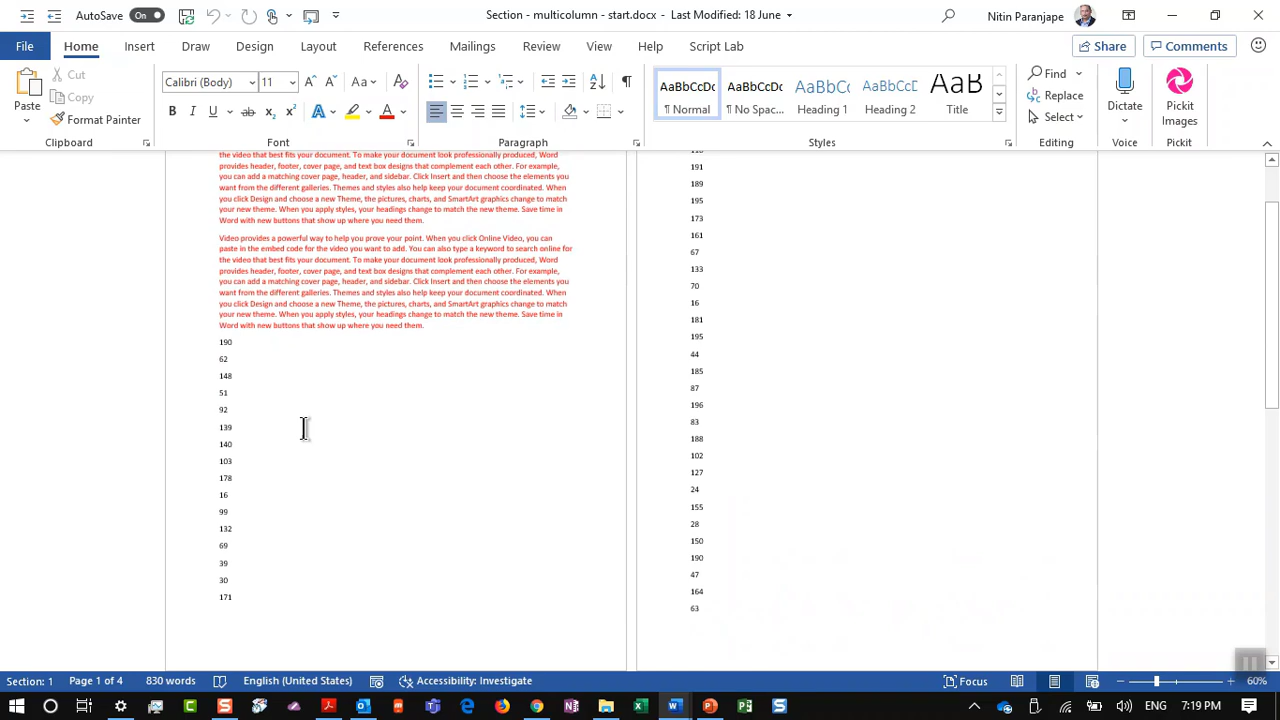 AutoSave On
Section - multicolumn - start.docx - Last Modified: 18 June
Nitin Paranjape
File Home Insert Draw Design Layout References Mailings Review View Help Script Lab Share Comments
Paste
Cut
Copy
Format Painter
Calibri (Body) 11
¶ Normal
¶ No Spac...
Heading 1
Heading 2
Title
Find
Replace
Select
Dictate
Pickit Images
Clipboard Font Paragraph Styles Editing Voice Pickit
the video that best fits your document. To make your document look professionally produced, Word
provides header, footer, cover page, and text box designs that complement each other. For example,
you can add a matching cover page, header, and sidebar. Click Insert and then choose the elements you
want from the different galleries. Themes and styles also help keep your document coordinated. When
you click Design and choose a new Theme, the pictures, charts, and SmartArt graphics change to match
your new theme. When you apply styles, your headings change to match the new theme. Save time in
Word with new buttons that show up where you need them.
Video provides a powerful way to help you prove your point. When you click Online Video, you can
paste in the embed code for the video you want to add. You can also type a keyword to search online for
the video that best fits your document. To make your document look professionally produced, Word
provides header, footer, cover page, and text box designs that complement each other. For example,
you can add a matching cover page, header, and sidebar. Click Insert and then choose the elements you
want from the different galleries. Themes and styles also help keep your document coordinated. When
you click Design and choose a new Theme, the pictures, charts, and SmartArt graphics change to match
your new theme. When you apply styles, your headings change to match the new theme. Save time in
Word with new buttons that show up where you need them.
190
62
148
51
92
139
140
103
178
16
99
132
69
39
30
171
191
189
195
173
161
67
133
70
16
181
195
44
185
87
196
83
188
102
127
24
155
28
150
190
47
164
63
Section: 1 Page 1 of 4 830 words English (United States) Accessibility: Investigate Focus 60%
ENG 7:19 PM